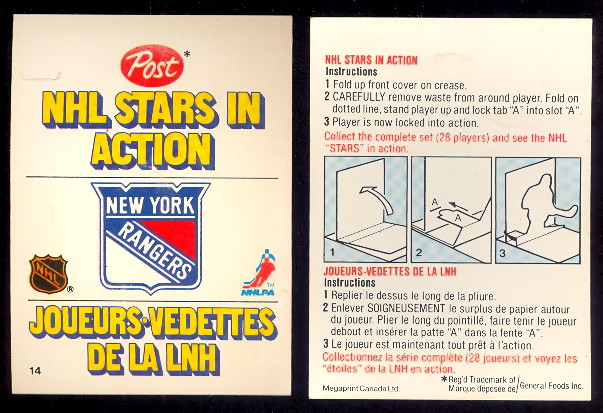 Post*
NHL STARS IN
ACTION
NEW YORK
RANGERS
NHL
®
TM
NHLPA
JOUEURS-VEDETTES
DE LA LNH
14
NHL STARS IN ACTION
Instructions
1 Fold up front cover on crease.
2 CAREFULLY remove waste from around player. Fold on
dotted line, stand player up and lock tab "A" into slot "A".
3 Player is now locked into action.
Collect the complete set (28 players) and see the NHL
"STARS" in action.
1
A
A
2
3
JOUEURS-VEDETTES DE LA LNH
Instructions
1 Replier le dessus le long de la pliure.
2 Enlever SOIGNEUSEMENT le surplus de papier autour
du joueur. Plier le long du pointillé, faire tenir le joueur
debout et insérer la patte "A" dans la fente "A".
3 Le joueur est maintenant tout prêt à l'action.
Collectionnez la série complète (28 joueurs) et voyez les
"étoiles" de la LNH en action.
Megaprint Canada Ltd.
*Reg'd Trademark of
Marque déposée de
General Foods Inc.